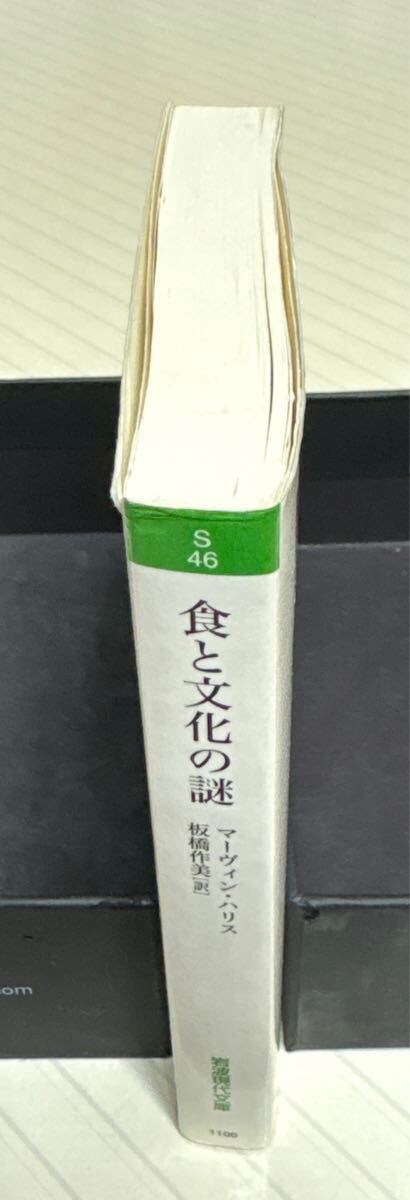 S
46
食と文化の謎
マーヴィン・ハリス
板橋作美[訳]
岩波現代文庫
1100
om